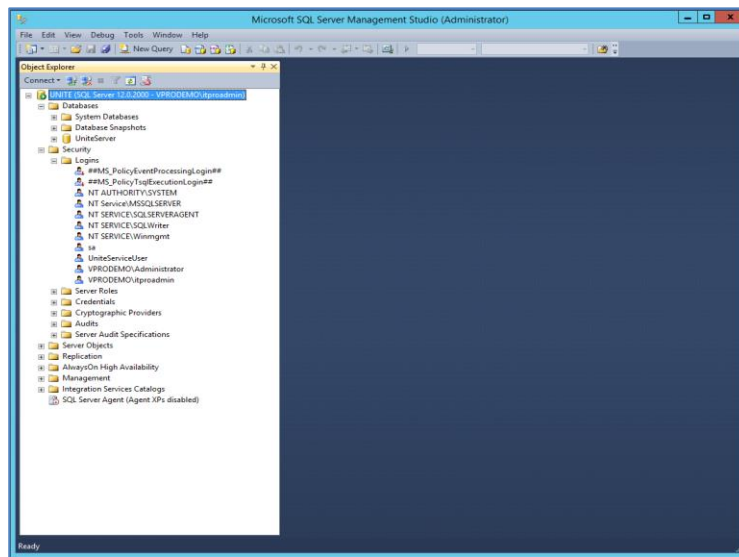 Microsoft SQL Server Management Studio (Administrator)
File Edit View Debug Tools Window Help
New Query
Object Explorer
Connect
UNITE (SQL Server 12.0.2000 - VPRODEMO\itproadmin)
Databases
System Databases
Database Snapshots
UniteServer
Security
Logins
##MS_PolicyEventProcessingLogin##
##MS_PolicyTsqlExecutionLogin##
NT AUTHORITY\SYSTEM
NT Service\MSSQLSERVER
NT SERVICE\SQLSERVERAGENT
NT SERVICE\SQLWriter
NT SERVICE\Winmgmt
sa
UniteServiceUser
VPRODEMO\Administrator
VPRODEMO\itproadmin
Server Roles
Credentials
Cryptographic Providers
Audits
Server Audit Specifications
Server Objects
Replication
AlwaysOn High Availability
Management
Integration Services Catalogs
SQL Server Agent (Agent XPs disabled)
Ready